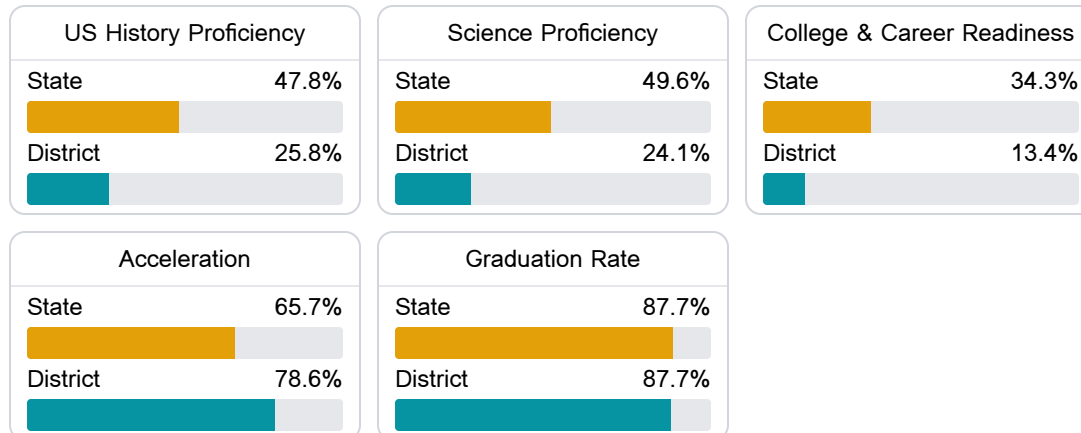 US History Proficiency
State 47.8%
District 25.8%
Science Proficiency
State 49.6%
District 24.1%
College & Career Readiness
State 34.3%
District 13.4%
Acceleration
State 65.7%
District 78.6%
Graduation Rate
State 87.7%
District 87.7%